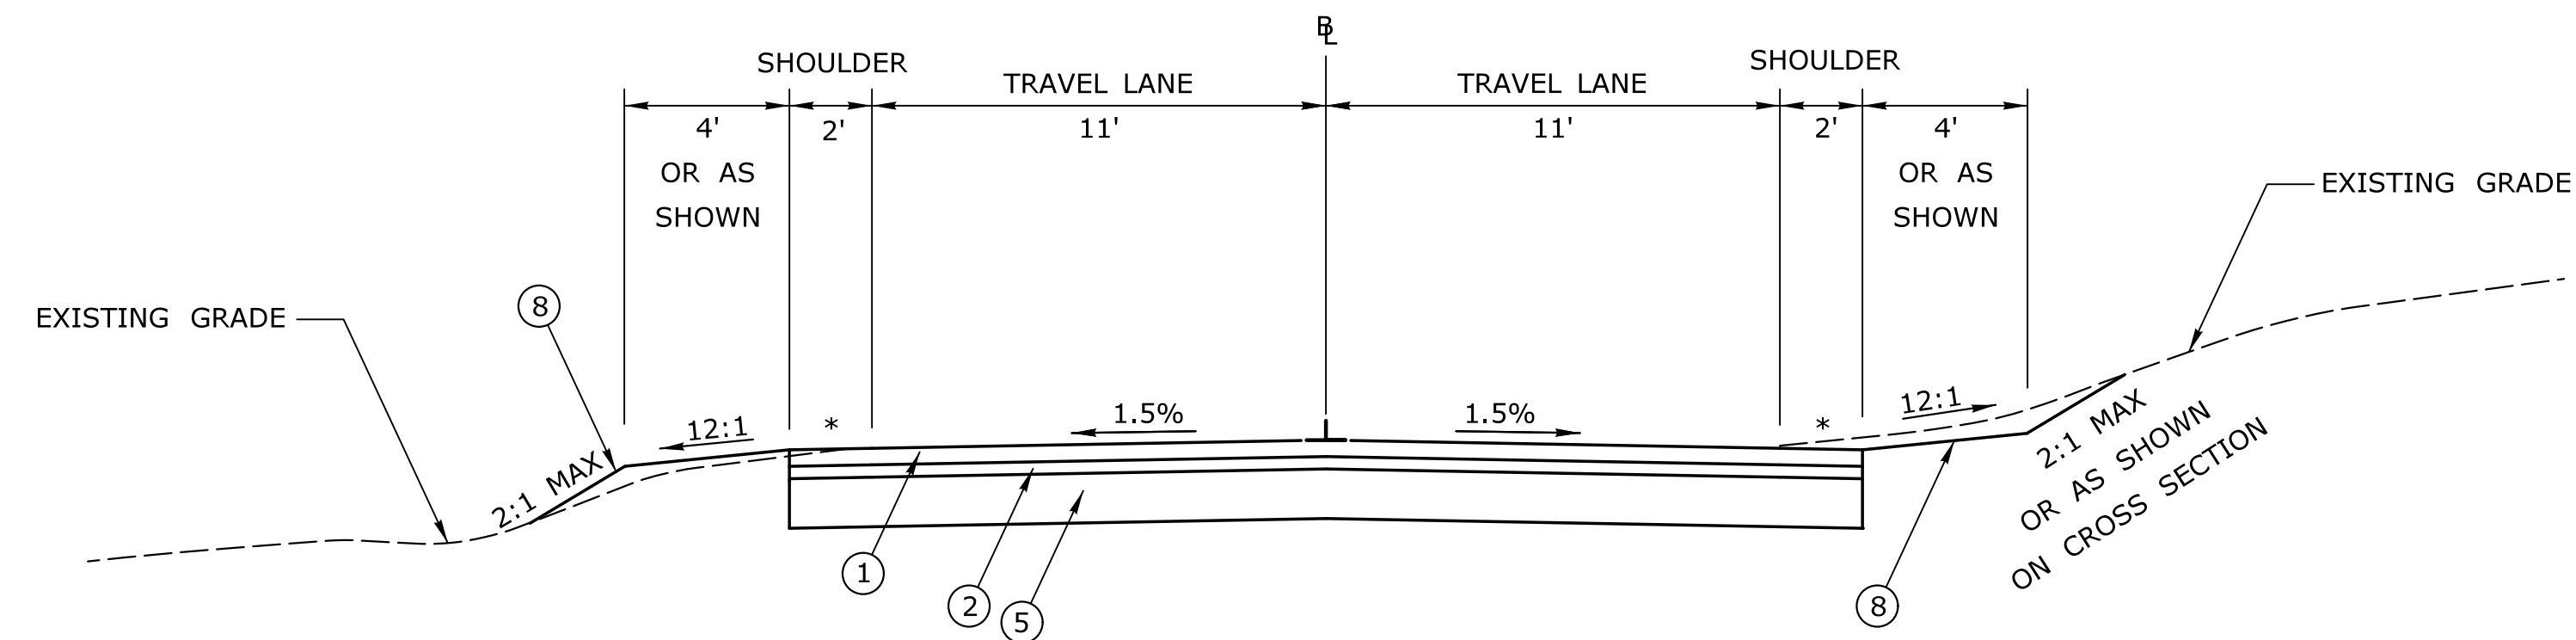 BL
SHOULDER
SHOULDER
TRAVEL LANE
TRAVEL LANE
4'
2'
11'
11'
2'
4'
OR AS
SHOWN
OR AS
SHOWN
EXISTING GRADE
EXISTING GRADE
8
12:1
*
1.5%
1.5%
*
12:1
2:1 MAX
2:1 MAX
OR AS SHOWN
ON CROSS SECTION
1
2
5
8